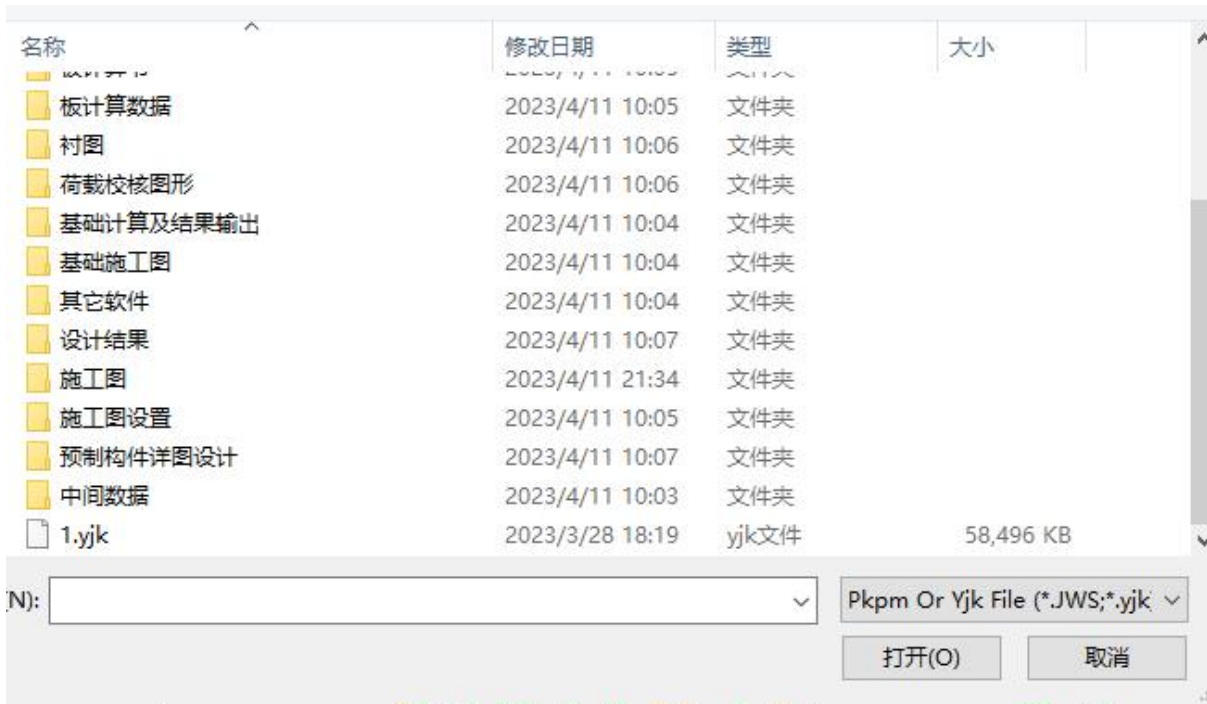 名称 修改日期 类型 大小
板计算数据 2023/4/11 10:05 文件夹
衬图 2023/4/11 10:06 文件夹
荷载校核图形 2023/4/11 10:06 文件夹
基础计算及结果输出 2023/4/11 10:04 文件夹
基础施工图 2023/4/11 10:04 文件夹
其它软件 2023/4/11 10:04 文件夹
设计结果 2023/4/11 10:07 文件夹
施工图 2023/4/11 21:34 文件夹
施工图设置 2023/4/11 10:05 文件夹
预制构件详图设计 2023/4/11 10:07 文件夹
中间数据 2023/4/11 10:03 文件夹
1.yjk 2023/3/28 18:19 yjk文件 58,496 KB
(N): Pkpm Or Yjk File (*.JWS;*.yjk
打开(O) 取消